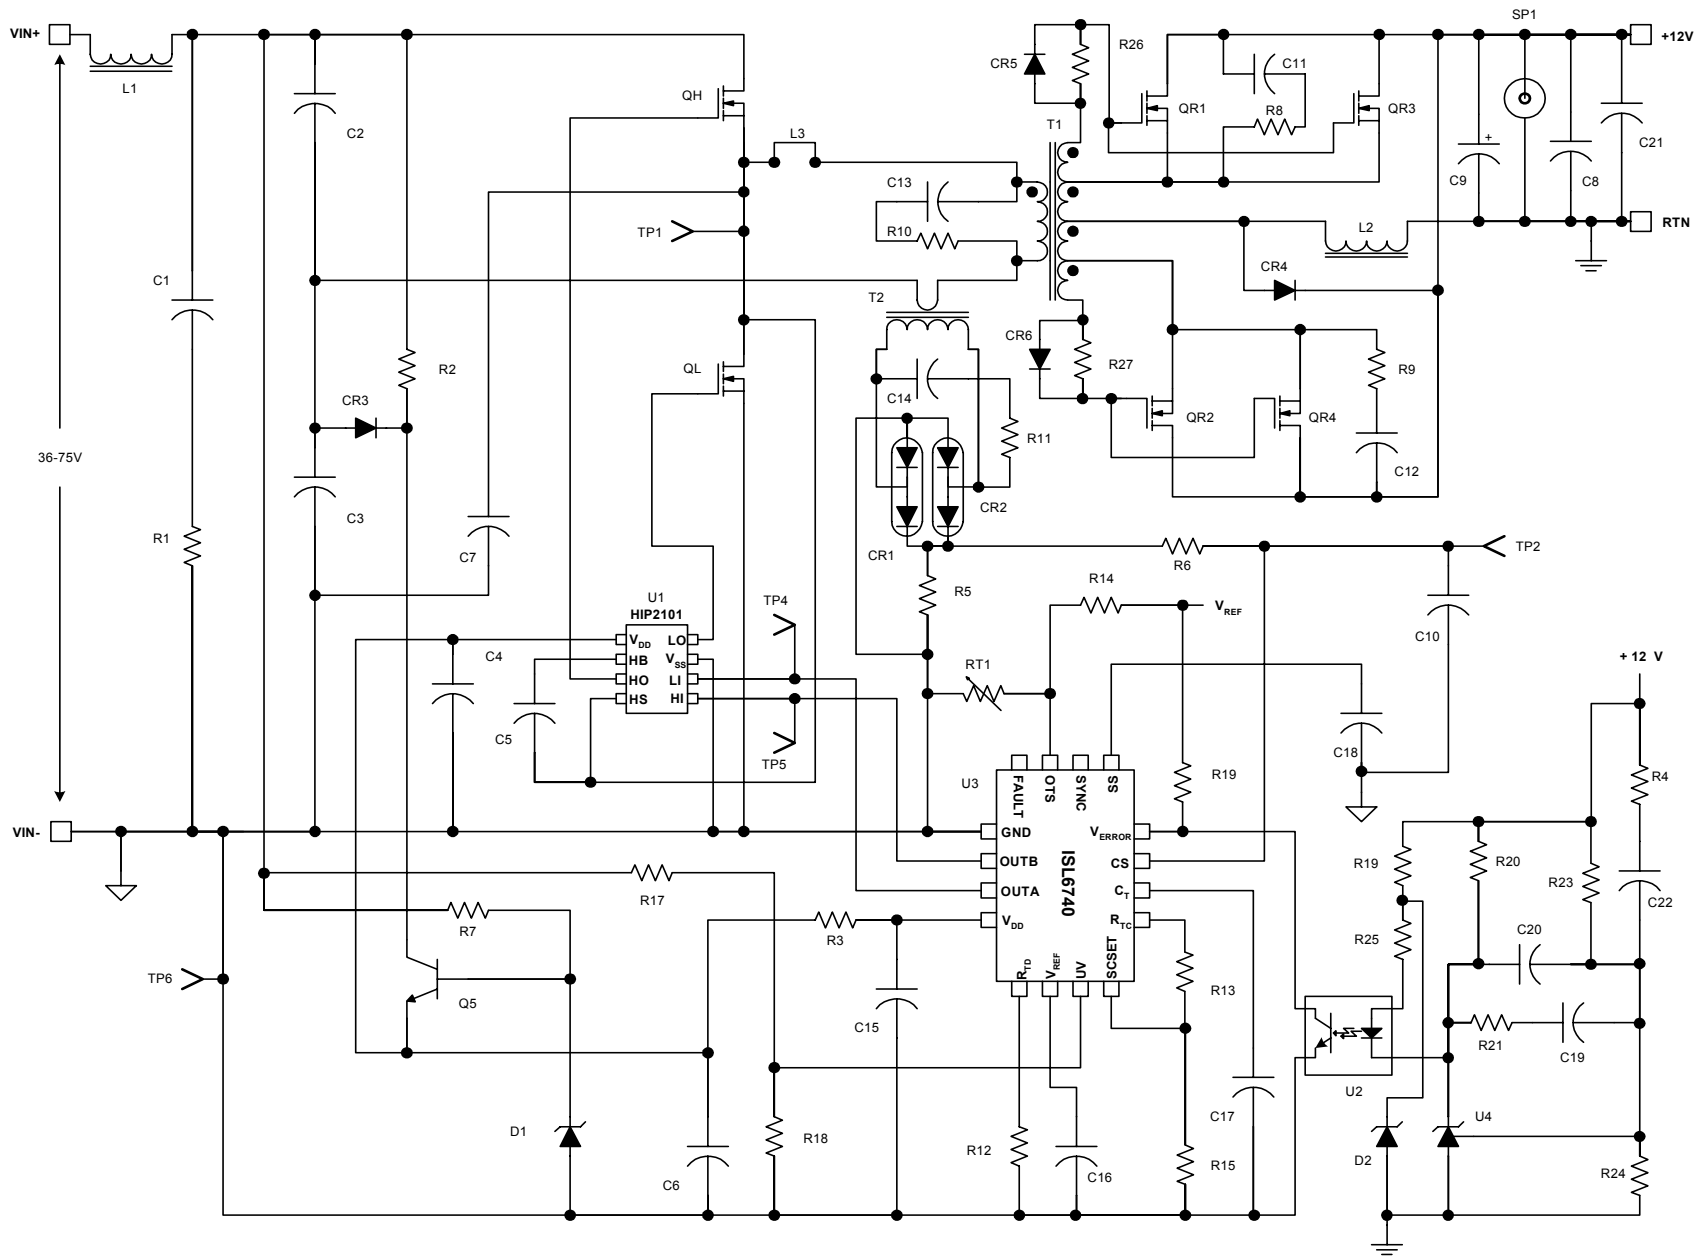 SP1
VIN+
+12V
L1
CR5
R26
C11
QH
QR1
R8
QR3
C2
T1
L3
C9
+
C8
C21
C13
TP1
R10
L2
RTN
C1
CR4
T2
CR6
R27
R2
QL
R9
CR3
C14
QR2
QR4
R11
C12
36-75V
C3
CR2
R1
C7
CR1
R6
TP2
R5
R14
U1
HIP2101
TP4
VREF
C10
VDD
LO
C4
HB
VSS
HO
LI
HS
HI
RT1
+ 12 V
C5
TP5
C18
U3
FAULT
OTS
SYNC
SS
R19
R4
VIN-
GND
VERROR
OUTB
CS
R19
R20
R23
C22
OUTA
CT
ISL6740
R17
R7
R3
VDD
RTC
R25
C20
TP6
Q5
RTD
VREF
UV
SCSET
R13
C15
R21
C19
U2
C17
D1
R18
R12
C16
R15
D2
U4
R24
C6